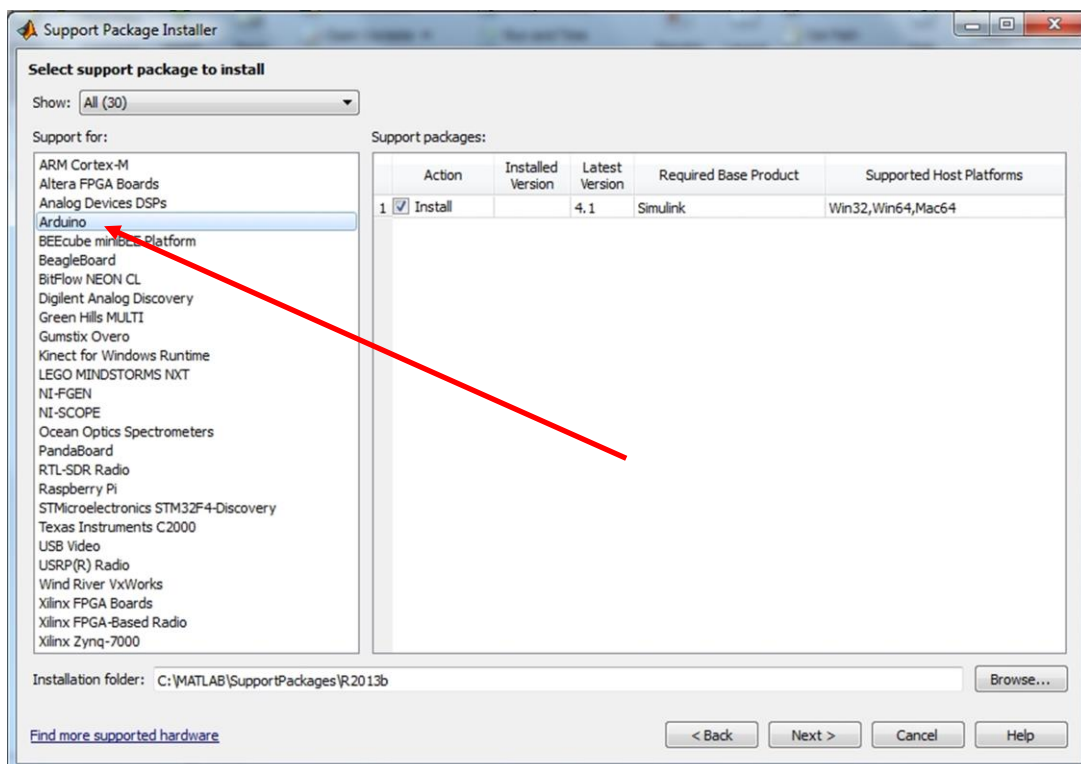 Support Package Installer
Select support package to install
Show: All (30)
Support for:
ARM Cortex-M
Altera FPGA Boards
Analog Devices DSPs
Arduino
BEEcube miniBEE Platform
BeagleBoard
BitFlow NEON CL
Digilent Analog Discovery
Green Hills MULTI
Gumstix Overo
Kinect for Windows Runtime
LEGO MINDSTORMS NXT
NI-FGEN
NI-SCOPE
Ocean Optics Spectrometers
PandaBoard
RTL-SDR Radio
Raspberry Pi
STMicroelectronics STM32F4-Discovery
Texas Instruments C2000
USB Video
USRP(R) Radio
Wind River VxWorks
Xilinx FPGA Boards
Xilinx FPGA-Based Radio
Xilinx Zynq-7000
Support packages:
Action Installed Version Latest Version Required Base Product Supported Host Platforms
1 Install 4.1 Simulink Win32,Win64,Mac64
Installation folder: C:\MATLAB\SupportPackages\R2013b Browse...
Find more supported hardware < Back Next > Cancel Help